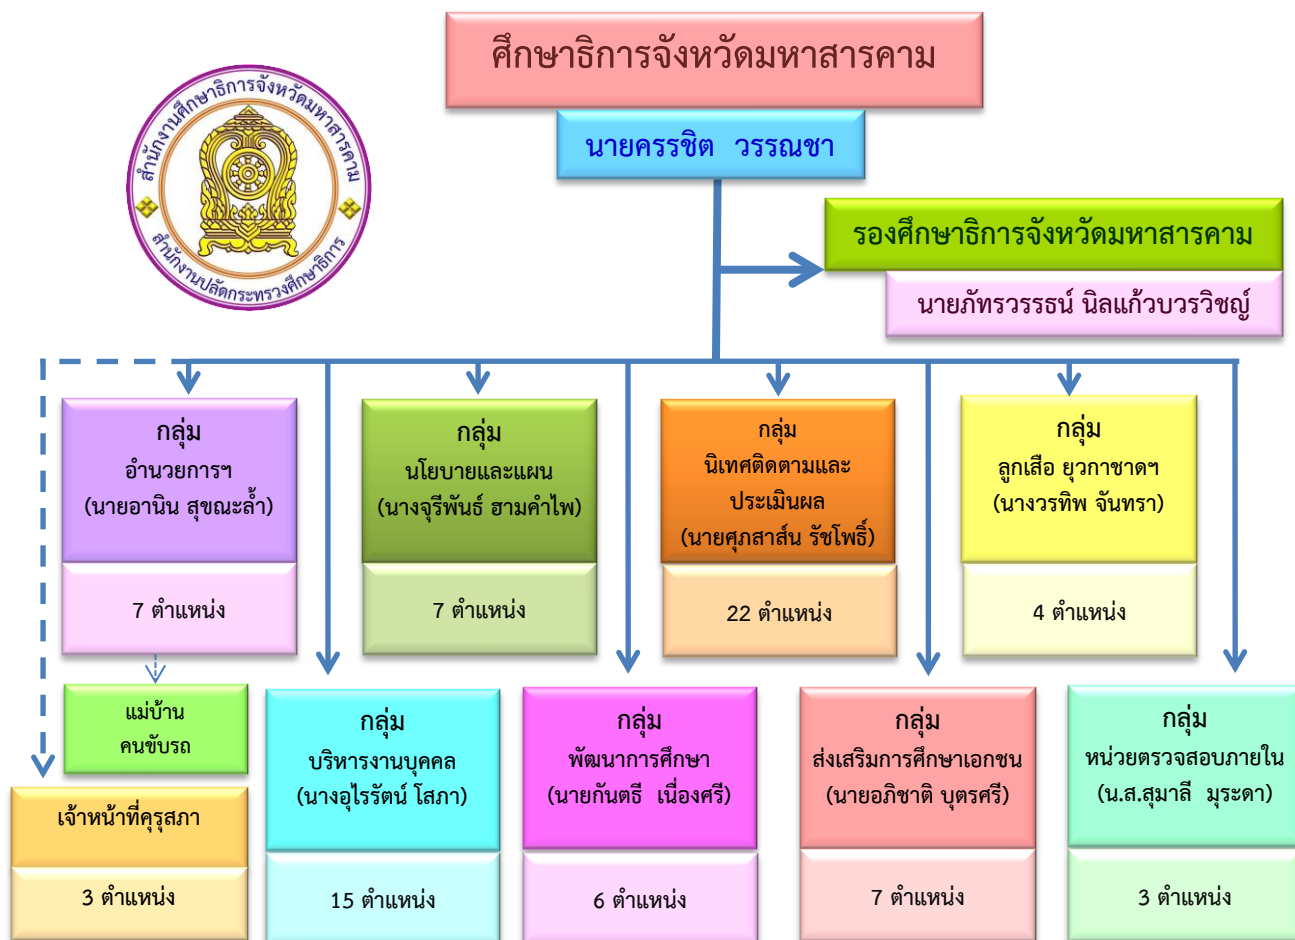 ศึกษาธิการจังหวัดมหาสารคาม
นายครรชิต วรรณชา
สำนักงานศึกษาธิการจังหวัดมหาสารคาม
สำนักงานปลัดกระทรวงศึกษาธิการ
รองศึกษาธิการจังหวัดมหาสารคาม
นายภัทรวรรธน์ นิลแก้วบวรวิชญ์
กลุ่ม
อำนวยการฯ
(นายอานิน สุขณะล้ำ)
7 ตำแหน่ง
กลุ่ม
นโยบายและแผน
(นางจุรีพันธ์ ฮามคำไพ)
7 ตำแหน่ง
กลุ่ม
นิเทศติดตามและ
ประเมินผล
(นายศุภสาส์น รัชโพธิ์)
22 ตำแหน่ง
กลุ่ม
ลูกเสือ ยุวกาชาดฯ
(นางวรทิพ จันทรา)
4 ตำแหน่ง
แม่บ้าน
คนขับรถ
เจ้าหน้าที่คุรุสภา
3 ตำแหน่ง
กลุ่ม
บริหารงานบุคคล
(นางอุไรรัตน์ โสภา)
15 ตำแหน่ง
กลุ่ม
พัฒนาการศึกษา
(นายกันตธี เนื่องศรี)
6 ตำแหน่ง
กลุ่ม
ส่งเสริมการศึกษาเอกชน
(นายอภิชาติ บุตรศรี)
7 ตำแหน่ง
กลุ่ม
หน่วยตรวจสอบภายใน
(น.ส.สุมาลี มุระดา)
3 ตำแหน่ง